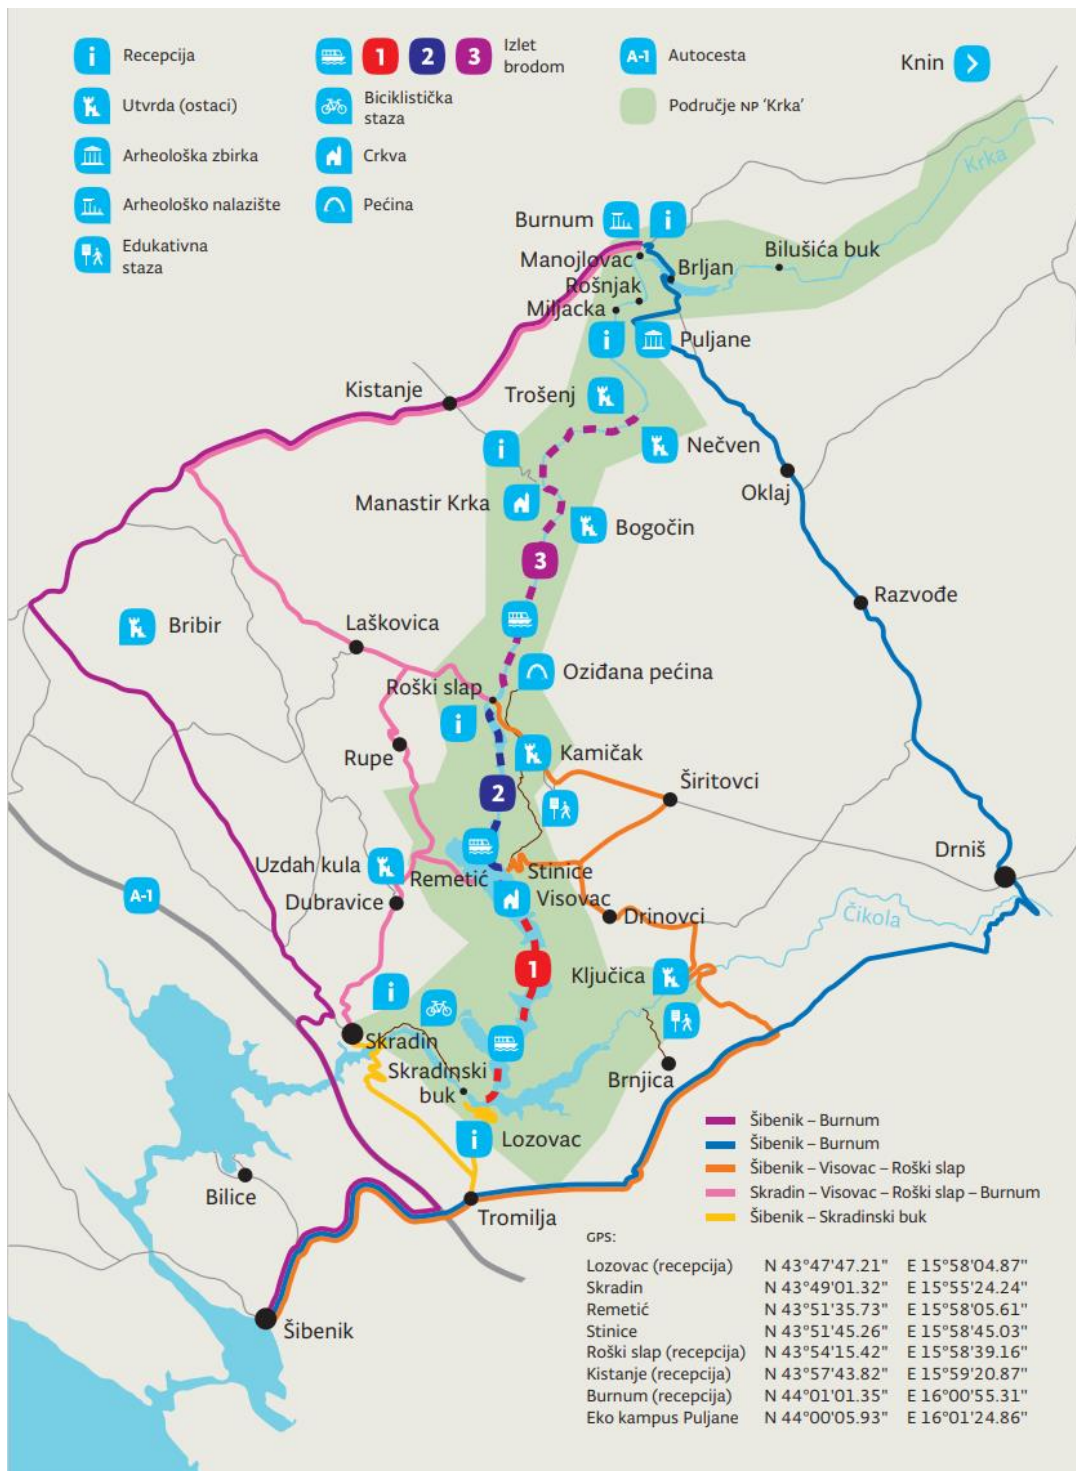 Recepcija
Utvrda (ostaci)
Arheološka zbirka
Arheološko nalazište
Edukativna
staza
1 2 3 Izlet
brodom
Biciklistička
staza
Crkva
Pećina
A-1 Autocesta
Područje NP ‘Krka’
Knin
Krka
Burnum
Manojlovac
Brljan
Bilušića buk
Rošnjak
Miljacka
Puljane
Kistanje
Trošenj
Nečven
Oklaj
Manastir Krka
Bogočin
3
Razvođe
Bribir
Laškovica
Oziđana pećina
Roški slap
Rupe
Kamičak
2
Širitovci
Drniš
Uzdah kula
Remetić
Stinice
A-1
Dubravice
Visovac
Drinovci
Čikola
1
Ključica
Skradin
Skradinski
buk
Brnjica
Lozovac
Bilice
Tromilja
Šibenik
Šibenik – Burnum
Šibenik – Burnum
Šibenik – Visovac – Roški slap
Skradin – Visovac – Roški slap – Burnum
Šibenik – Skradinski buk
GPS:
Lozovac (recepcija) N 43°47'47.21" E 15°58'04.87"
Skradin N 43°49'01.32" E 15°55'24.24"
Remetić N 43°51'35.73" E 15°58'05.61"
Stinice N 43°51'45.26" E 15°58'45.03"
Roški slap (recepcija) N 43°54'15.42" E 15°58'39.16"
Kistanje (recepcija) N 43°57'43.82" E 15°59'20.87"
Burnum (recepcija) N 44°01'01.35" E 16°00'55.31"
Eko kampus Puljane N 44°00'05.93" E 16°01'24.86"